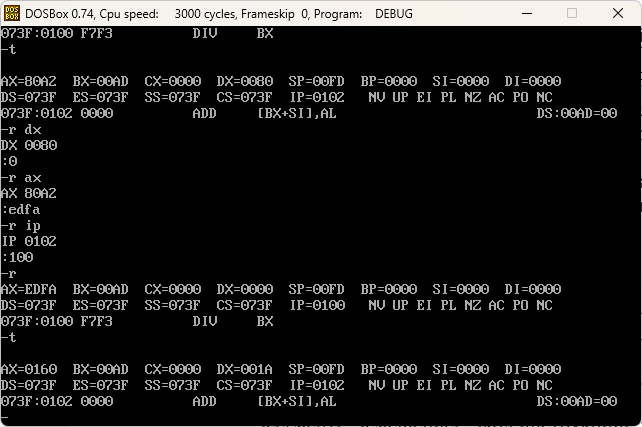 DOSBox 0.74, Cpu speed: 3000 cycles, Frameskip 0, Program: DEBUG
073F:0100 F7F3 DIV BX
-t
AX=80A2 BX=00AD CX=0000 DX=0080 SP=00FD BP=0000 SI=0000 DI=0000
DS=073F ES=073F SS=073F CS=073F IP=0102 NV UP EI PL NZ AC PO NC
073F:0102 0000 ADD [BX+SI],AL DS:00AD=00
-r dx
DX 0080
:0
-r ax
AX 80A2
:edfa
-r ip
IP 0102
:100
-r
AX=EDFA BX=00AD CX=0000 DX=0000 SP=00FD BP=0000 SI=0000 DI=0000
DS=073F ES=073F SS=073F CS=073F IP=0100 NV UP EI PL NZ AC PO NC
073F:0100 F7F3 DIV BX
-t
AX=0160 BX=00AD CX=0000 DX=001A SP=00FD BP=0000 SI=0000 DI=0000
DS=073F ES=073F SS=073F CS=073F IP=0102 NV UP EI PL NZ AC PO NC
073F:0102 0000 ADD [BX+SI],AL DS:00AD=00
-